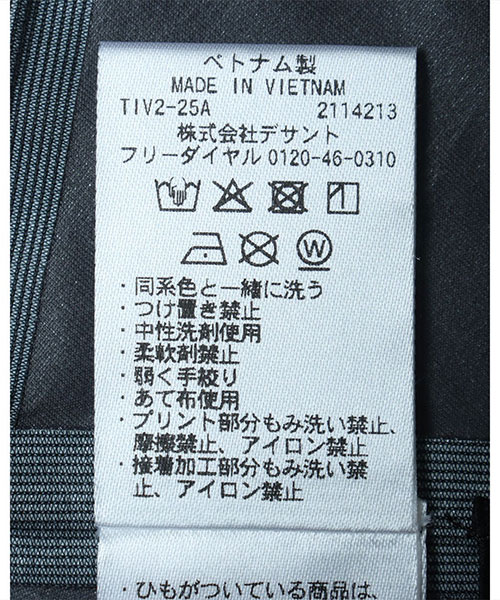 ベトナム製
MADE IN VIETNAM
TIV2-25A 2114213
株式会社デサント
フリーダイヤル 0120-46-0310
W
・同系色と一緒に洗う
・つけ置き禁止
・中性洗剤使用
・柔軟剤禁止
・弱く手絞り
・あて布使用
・プリント部分もみ洗い禁止、
摩擦禁止、アイロン禁止
・接着加工部分もみ洗い禁
止、アイロン禁止
・ひもがついている商品は、